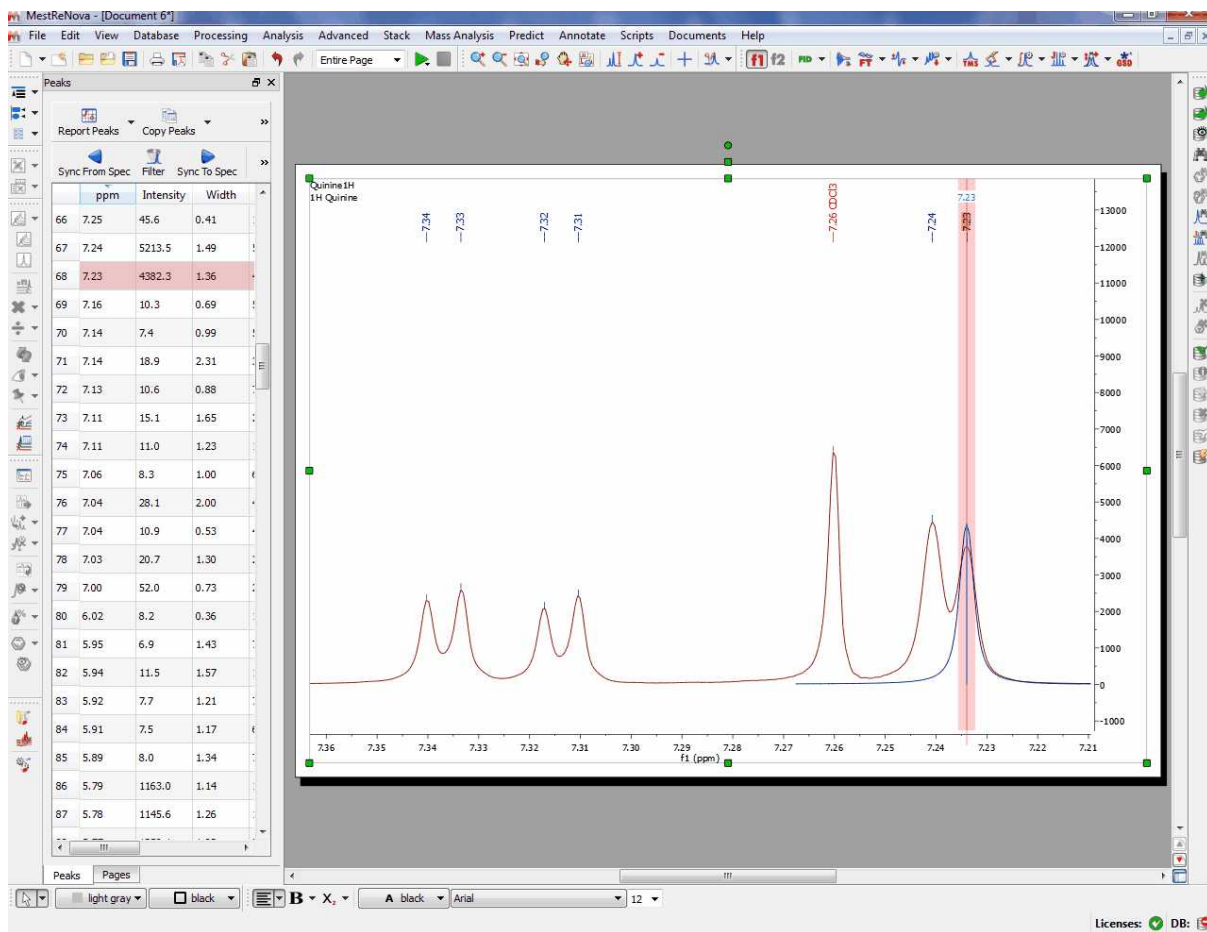 MestReNova - [Document 6*]
File Edit View Database Processing Analysis Advanced Stack Mass Analysis Predict Annotate Scripts Documents Help
Entire Page f1 f2 FID FT TMS GSD
Peaks
Report Peaks Copy Peaks »
Sync From Spec Filter Sync To Spec »
ppm Intensity Width
66 7.25 45.6 0.41
67 7.24 5213.5 1.49
68 7.23 4382.3 1.36
69 7.16 10.3 0.69
70 7.14 7.4 0.99
71 7.14 18.9 2.31
72 7.13 10.6 0.88
73 7.11 15.1 1.65
74 7.11 11.0 1.23
75 7.06 8.3 1.00
76 7.04 28.1 2.00
77 7.04 10.9 0.53
78 7.03 20.7 1.30
79 7.00 52.0 0.73
80 6.02 8.2 0.36
81 5.95 6.9 1.43
82 5.94 11.5 1.57
83 5.92 7.7 1.21
84 5.91 7.5 1.17
85 5.89 8.0 1.34
86 5.79 1163.0 1.14
87 5.78 1145.6 1.26
Peaks Pages
Quinine1H
1H Quinine
7.34
7.33
7.32
7.31
7.26 CDCl3
7.24
7.23
7.23
13000
12000
11000
10000
9000
8000
7000
6000
5000
4000
3000
2000
1000
0
-1000
7.36 7.35 7.34 7.33 7.32 7.31 7.30 7.29 7.28 7.27 7.26 7.25 7.24 7.23 7.22 7.21
f1 (ppm)
light gray black B X₂ A black Arial 12
Licenses: DB: